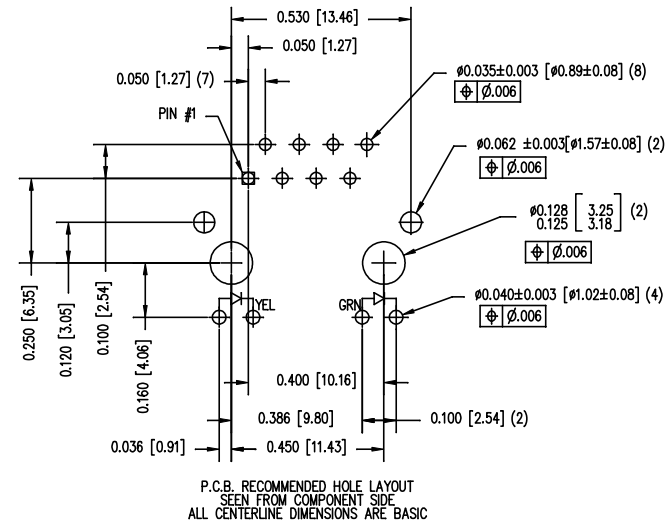 0.530 [13.46]
0.050 [1.27]
0.050 [1.27] (7)
ø0.035±0.003 [ø0.89±0.08] (8)
⌖ Ø.006
PIN #1
ø0.062 ±0.003[ø1.57±0.08] (2)
⌖ Ø.006
ø0.128 [ 3.25 ] (2)
0.125 [ 3.18 ]
⌖ Ø.006
0.250 [6.35]
0.120 [3.05]
0.100 [2.54]
0.160 [4.06]
YEL
GRN
ø0.040±0.003 [ø1.02±0.08] (4)
⌖ Ø.006
0.400 [10.16]
0.386 [9.80]
0.100 [2.54] (2)
0.036 [0.91]
0.450 [11.43]
P.C.B. RECOMMENDED HOLE LAYOUT
SEEN FROM COMPONENT SIDE
ALL CENTERLINE DIMENSIONS ARE BASIC